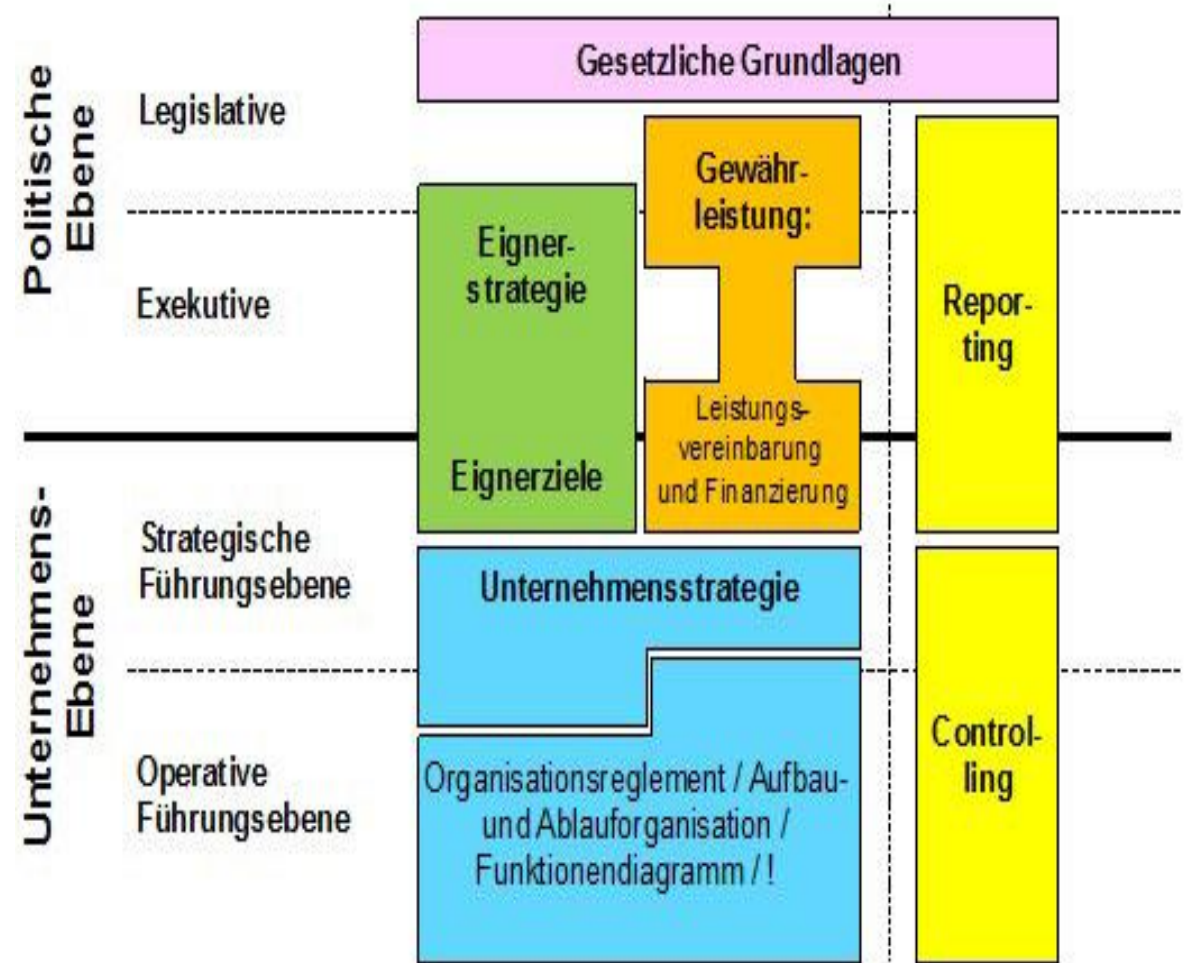 Politische
Ebene
Legislative
Exekutive
Gesetzliche Grundlagen
Eigner-
strategie
Eignerziele
Gewähr-
leistung:
Leistungs-
vereinbarung
und Finanzierung
Repor-
ting
Unternehmens-
Ebene
Strategische
Führungsebene
Operative
Führungsebene
Unternehmensstrategie
Organisationsreglement / Aufbau-
und Ablauforganisation /
Funktionendiagramm / !
Control-
ling